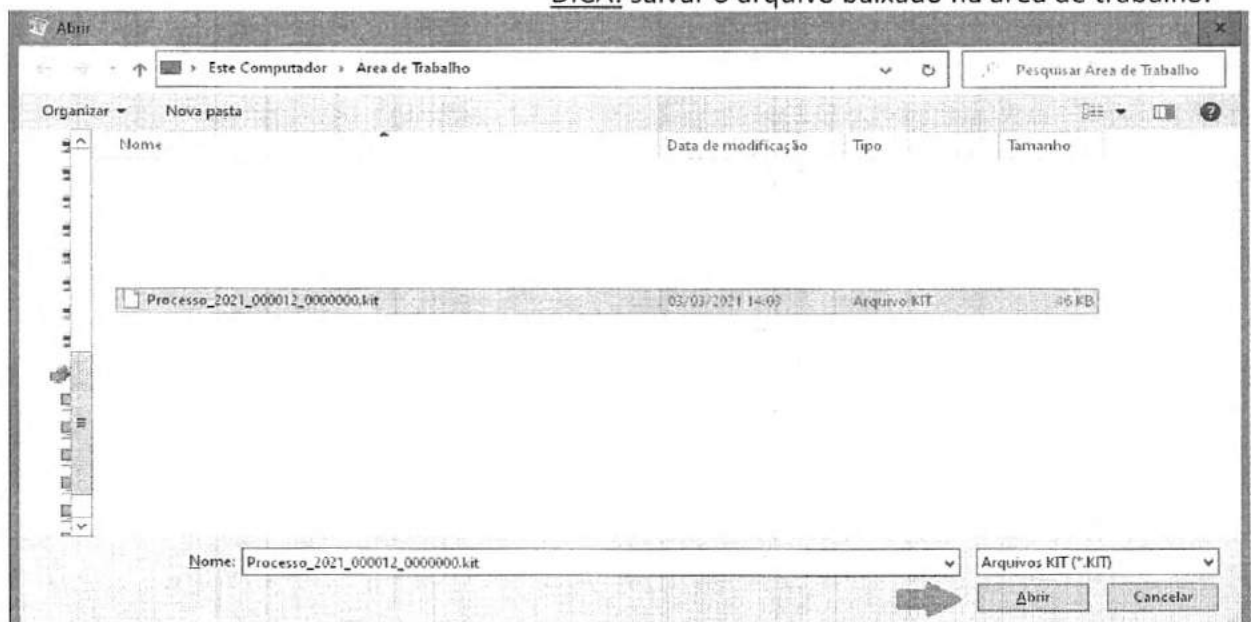 DICA: salvar o arquivo baixado na área de trabalho.
Abrir
Este Computador > Área de Trabalho
Pesquisar Área de Trabalho
Organizar
Nova pasta
Nome
Data de modificação
Tipo
Tamanho
Processo_2021_000012_0000000.kit
03/03/2021 14:03
Arquivo KIT
46 KB
Nome: Processo_2021_000012_0000000.kit
Arquivos KIT (*.KIT)
Abrir
Cancelar